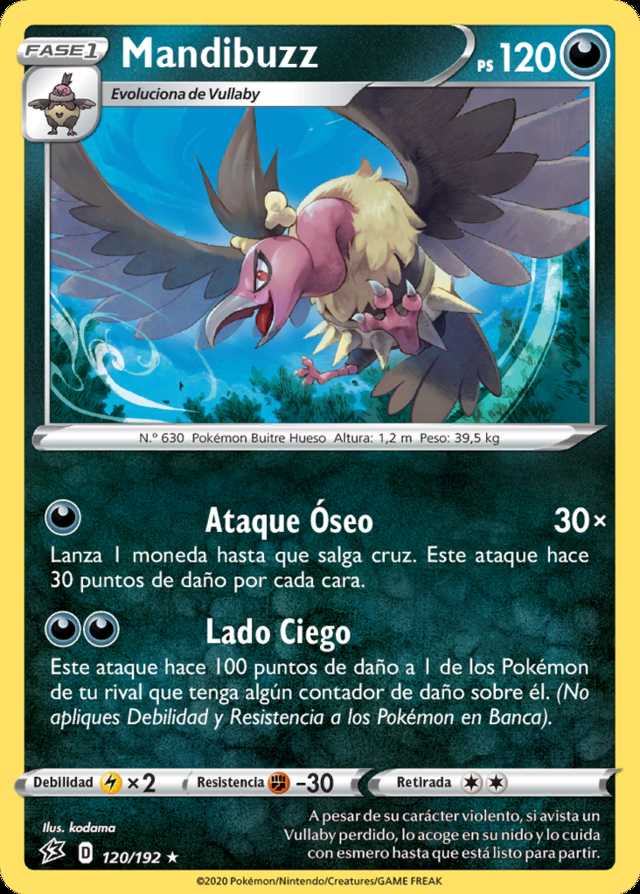 FASE 1
Mandibuzz
PS 120
Evoluciona de Vullaby
N.º 630 Pokémon Buitre Hueso Altura: 1,2 m Peso: 39,5 kg
Ataque Óseo 30×
Lanza 1 moneda hasta que salga cruz. Este ataque hace
30 puntos de daño por cada cara.
Lado Ciego
Este ataque hace 100 puntos de daño a 1 de los Pokémon
de tu rival que tenga algún contador de daño sobre él. (No
apliques Debilidad y Resistencia a los Pokémon en Banca).
Debilidad ×2 Resistencia -30 Retirada
Ilus. kodama
D 120/192 ★
A pesar de su carácter violento, si avista un
Vullaby perdido, lo acoge en su nido y lo cuida
con esmero hasta que está listo para partir.
©2020 Pokémon/Nintendo/Creatures/GAME FREAK